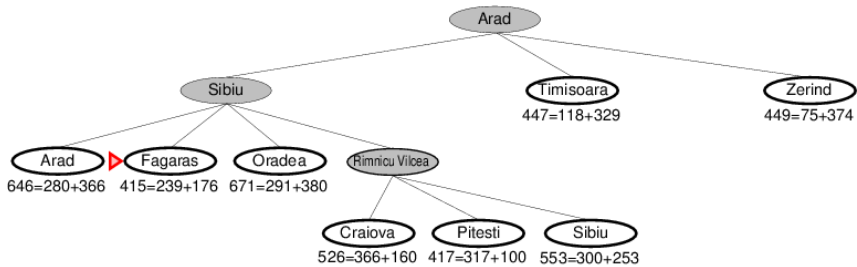 Arad
Sibiu
Timisoara
Zerind
447=118+329
449=75+374
Arad
Fagaras
Oradea
Rimnicu Vilcea
646=280+366
415=239+176
671=291+380
Craiova
Pitesti
Sibiu
526=366+160
417=317+100
553=300+253